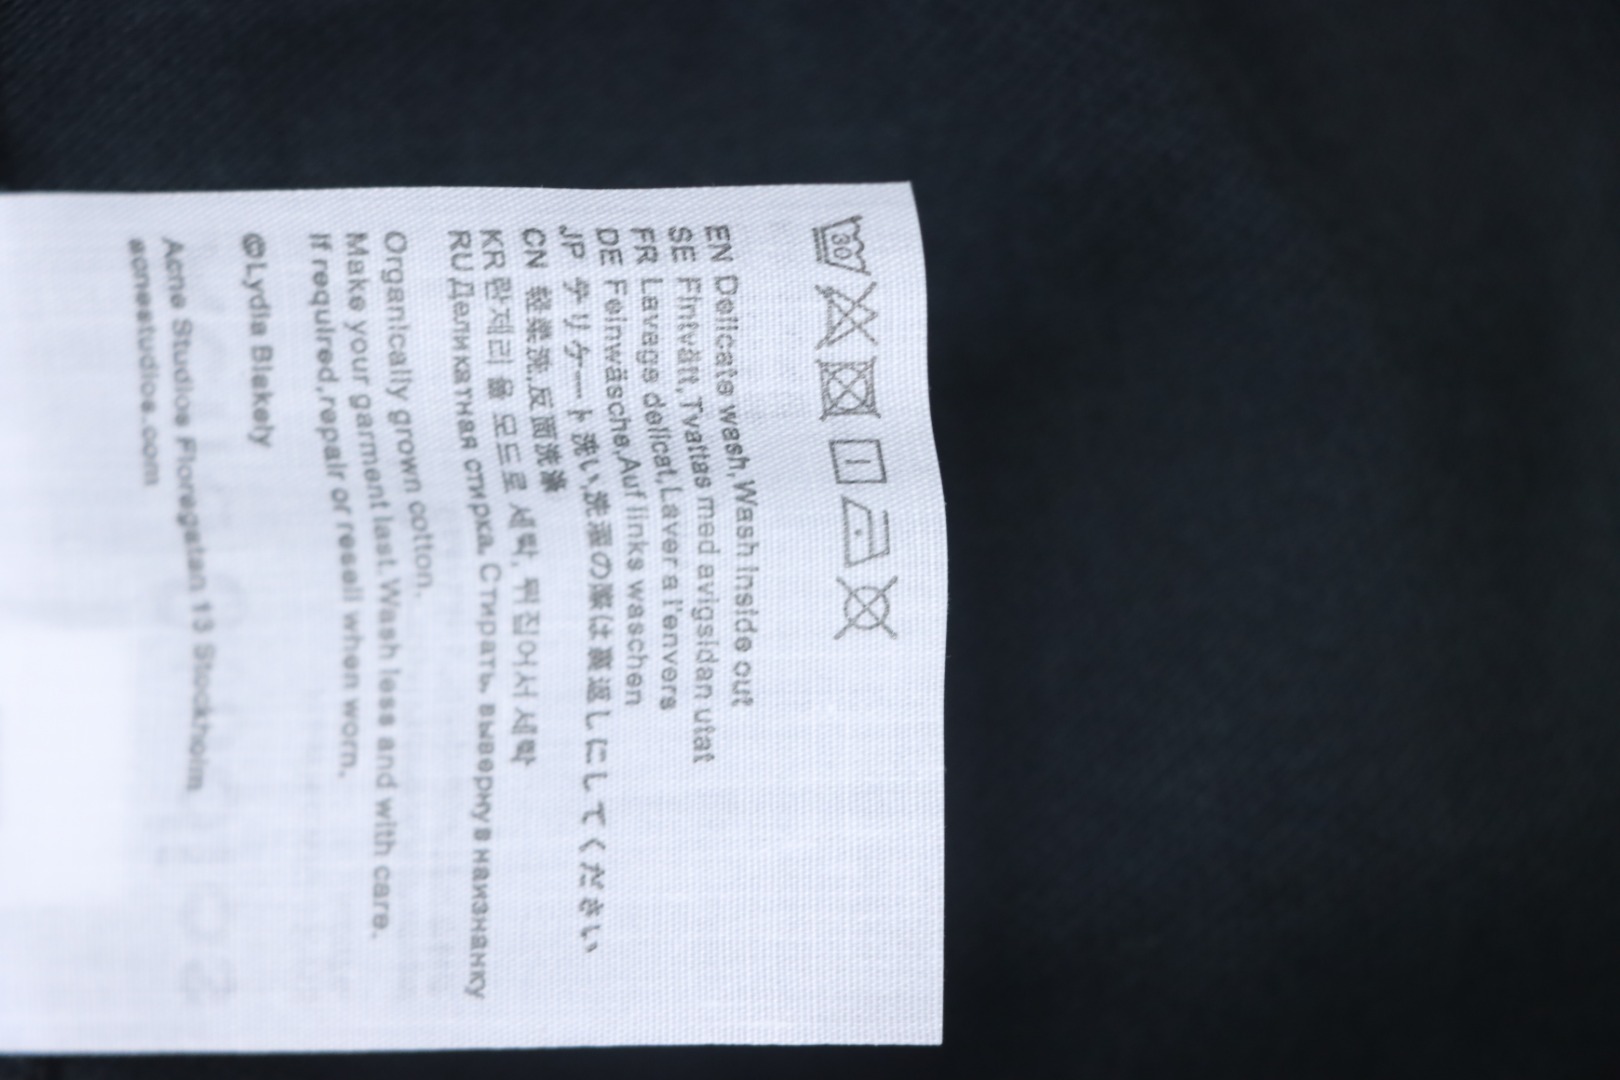 30
EN Delicate wash,Wash inside out
SE Fintvätt,Tvättas med avigsidan utåt
FR Lavage delicat,Laver a l'envers
DE Feinwäsche,Auf links waschen
JP デリケート洗い,洗濯の際は裏返しにしてください
CN 轻柔洗,反面洗滌
KR 란제리 울 모드로 세탁, 뒤집어서 세탁
RU Деликатная стирка. Стирать, вывернув наизнанку
Organically grown cotton.
Make your garment last.Wash less and with care.
If required,repair or resell when worn.
©Lydia Blakely
Acne Studios Floragatan 13 Stockholm
acnestudios.com